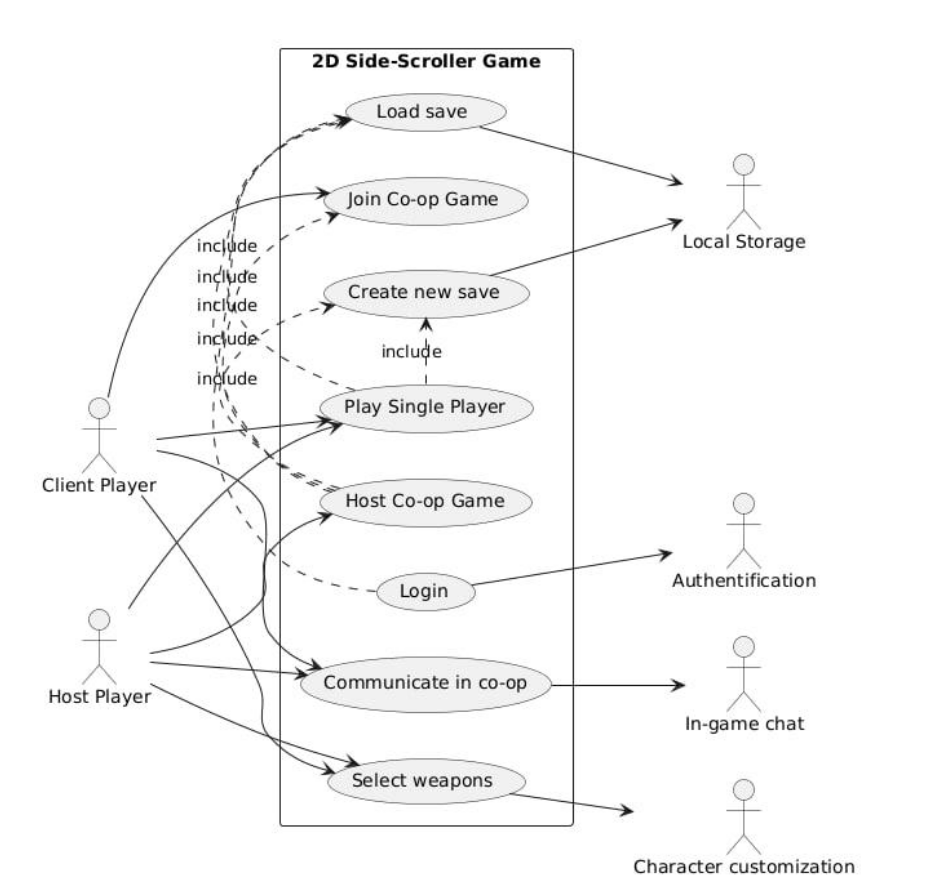 2D Side-Scroller Game
Load save
Join Co-op Game
Local Storage
include
include
Create new save
include
include
include
include
Play Single Player
Client Player
Host Co-op Game
Authentification
Login
Host Player
Communicate in co-op
In-game chat
Select weapons
Character customization